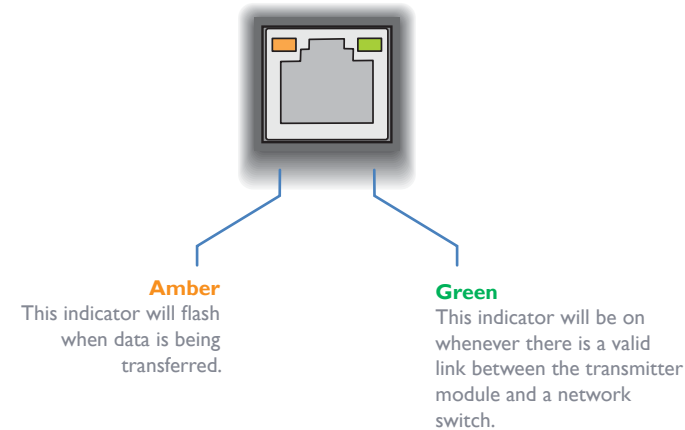 Amber
This indicator will flash
when data is being
transferred.
Green
This indicator will be on
whenever there is a valid
link between the transmitter
module and a network
switch.